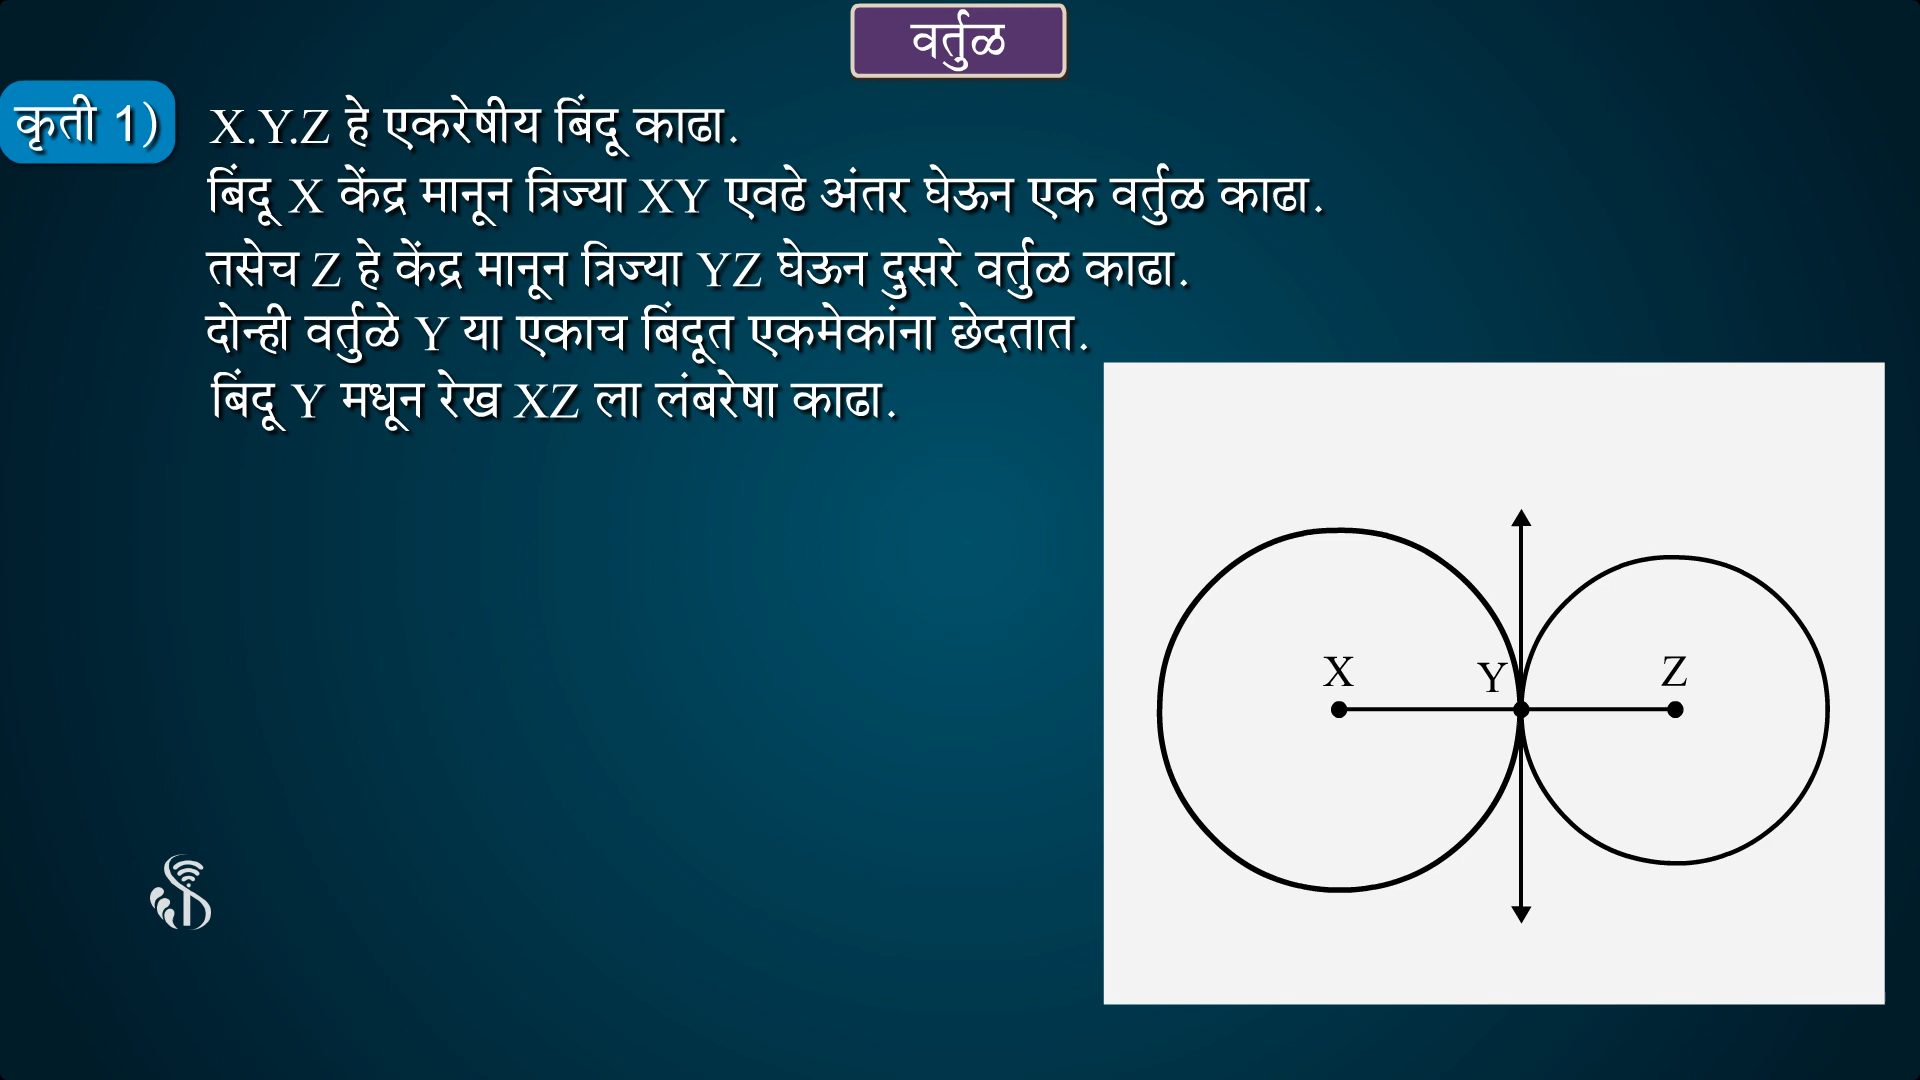 वर्तुळ
कृती 1)
X.Y.Z हे एकरेषीय बिंदू काढा.
बिंदू X केंद्र मानून त्रिज्या XY एवढे अंतर घेऊन एक वर्तुळ काढा.
तसेच Z हे केंद्र मानून त्रिज्या YZ घेऊन दुसरे वर्तुळ काढा.
दोन्ही वर्तुळे Y या एकाच बिंदूत एकमेकांना छेदतात.
बिंदू Y मधून रेख XZ ला लंबरेषा काढा.
X Y Z